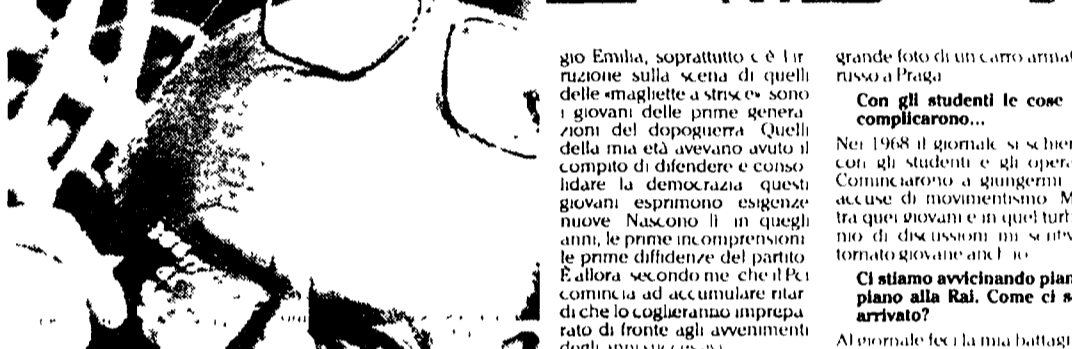 gio Emilia, soprattutto c è l ir
ruzione sulla scena di quelli
delle «magliette a strisce» sono
i giovani delle prime genera
zioni del dopoguerra Quelli
della mia età avevano avuto il
compito di difendere e conso
lidare la democrazia questi
giovani esprimono esigenze
nuove Nascono lì in quegli
anni, le prime incomprensioni
le prime diffidenze del partito
È allora secondo me che il Pci
comincia ad accumulare ritar
di che lo coglieranno imprepa
rato di fronte agli avvenimenti
degli anni successivi
grande foto di un carro armat
russo a Praga
Con gli studenti le cose
complicarono...
Nei 1968 il giornale si schier
con gli studenti e gli opera
Cominciarono a giungermi
accuse di movimentismo M
tra quei giovani e in quel turb
nio di discussioni mi sentiv
tornato giovane anch io
Ci stiamo avvicinando pian
piano alla Rai. Come ci s
arrivato?
Al giornale feci la mia battagl